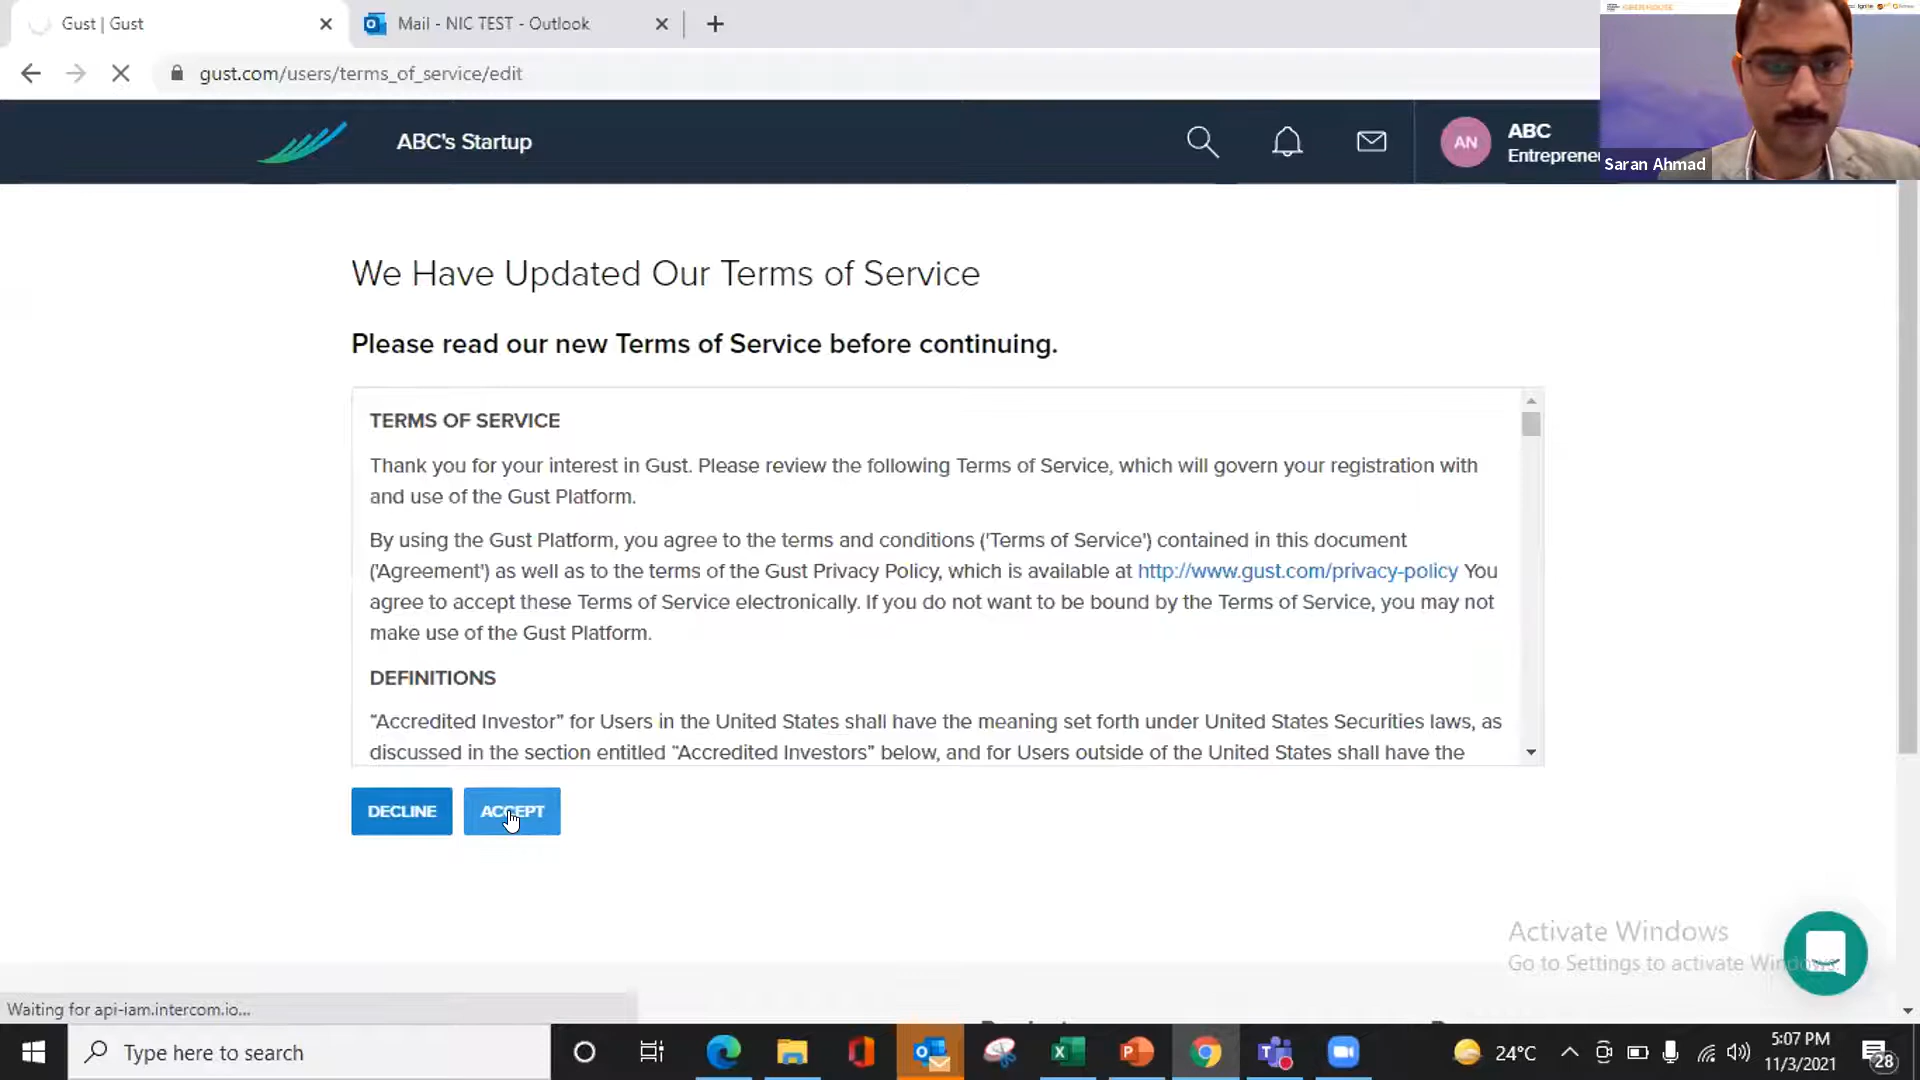 Gust | Gust
Mail - NIC TEST - Outlook
gust.com/users/terms_of_service/edit
ABC's Startup
AN
ABC
Entreprene
Saran Ahmad
We Have Updated Our Terms of Service
Please read our new Terms of Service before continuing.
TERMS OF SERVICE
Thank you for your interest in Gust. Please review the following Terms of Service, which will govern your registration with
and use of the Gust Platform.
By using the Gust Platform, you agree to the terms and conditions ('Terms of Service') contained in this document
('Agreement') as well as to the terms of the Gust Privacy Policy, which is available at http://www.gust.com/privacy-policy You
agree to accept these Terms of Service electronically. If you do not want to be bound by the Terms of Service, you may not
make use of the Gust Platform.
DEFINITIONS
“Accredited Investor” for Users in the United States shall have the meaning set forth under United States Securities laws, as
discussed in the section entitled “Accredited Investors” below, and for Users outside of the United States shall have the
DECLINE
ACCEPT
Activate Windows
Go to Settings to activate Windows.
Waiting for api-iam.intercom.io...
Type here to search
24°C
5:07 PM
11/3/2021
28